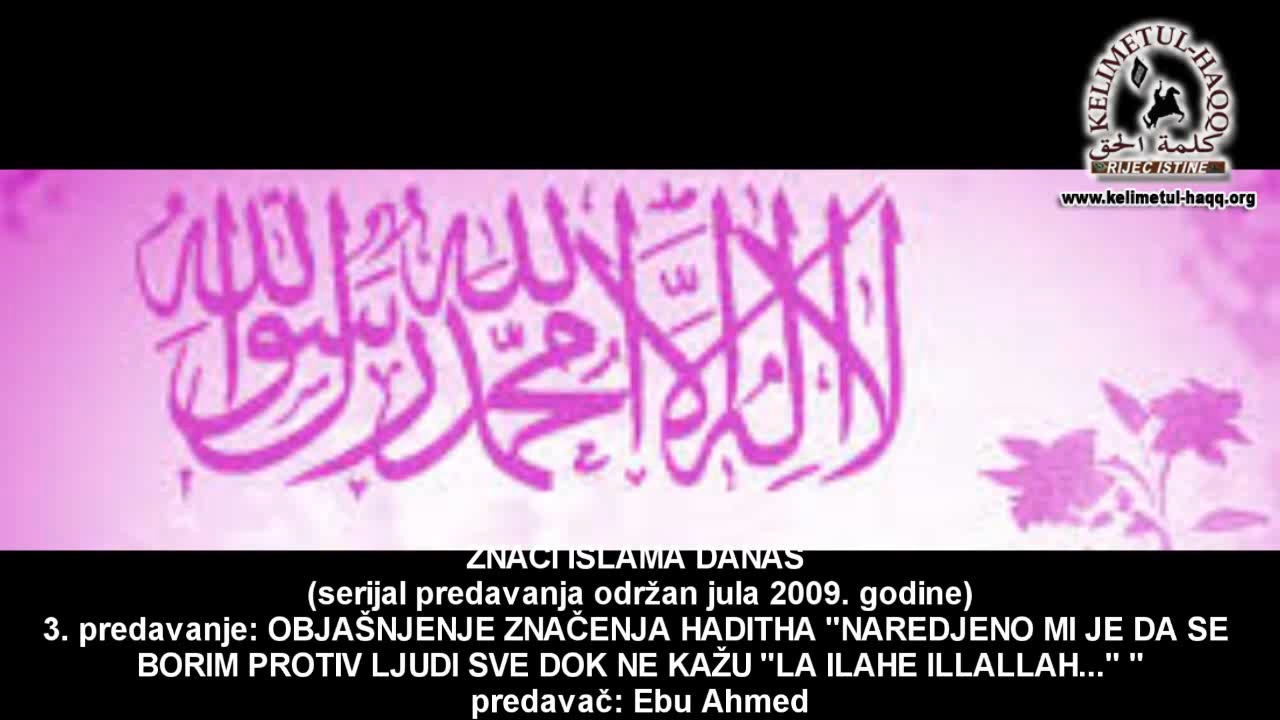 KELIMETUL-HAQQ
كلمة الحق
RIJEC ISTINE
www.kelimetul-haqq.org
لا إله إلا الله محمد رسول الله
ZNACI ISLAMA DANAS
(serijal predavanja održan jula 2009. godine)
3. predavanje: OBJAŠNJENJE ZNAČENJA HADITHA "NAREDJENO MI JE DA SE
BORIM PROTIV LJUDI SVE DOK NE KAŽU "LA ILAHE ILLALLAH..." "
predavač: Ebu Ahmed